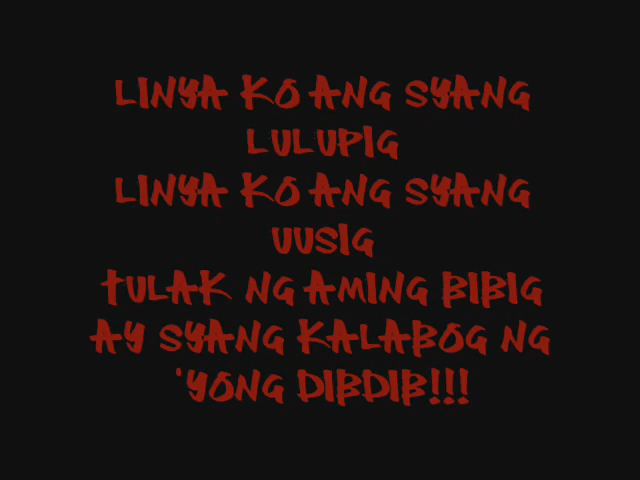 LINYA KO ANG SYANG
LULUPIG
LINYA KO ANG SYANG
UUSIG
TULAK NG AMING BIBIG
AY SYANG KALABOG NG
'YONG DIBDIB!!!